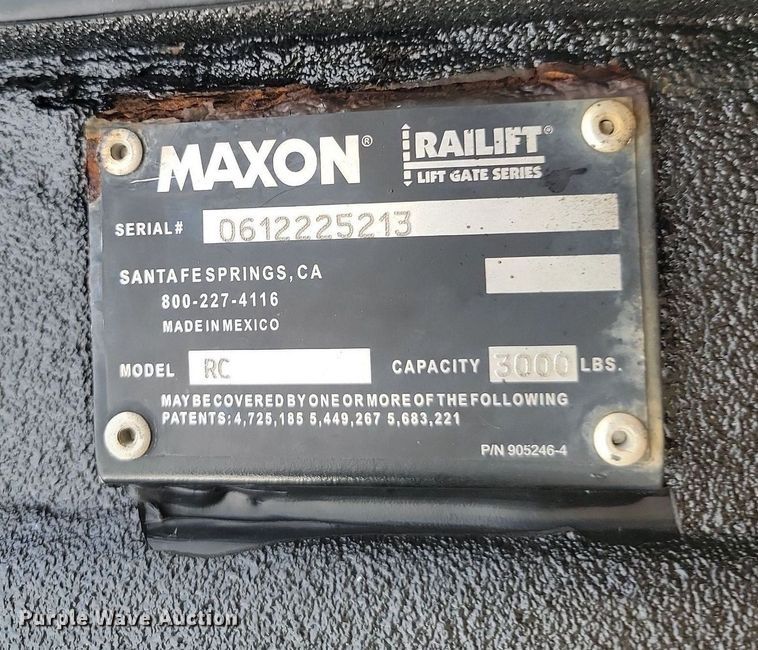 MAXON® RAILIFT®
LIFT GATE SERIES
SERIAL# 0612225213
SANTA FE SPRINGS, CA
800-227-4116
MADE IN MEXICO
MODEL RC CAPACITY 3000 LBS.
MAY BE COVERED BY ONE OR MORE OF THE FOLLOWING
PATENTS: 4,725,185 5,449,267 5,683,221
P/N 905246-4
Purple Wave Auction